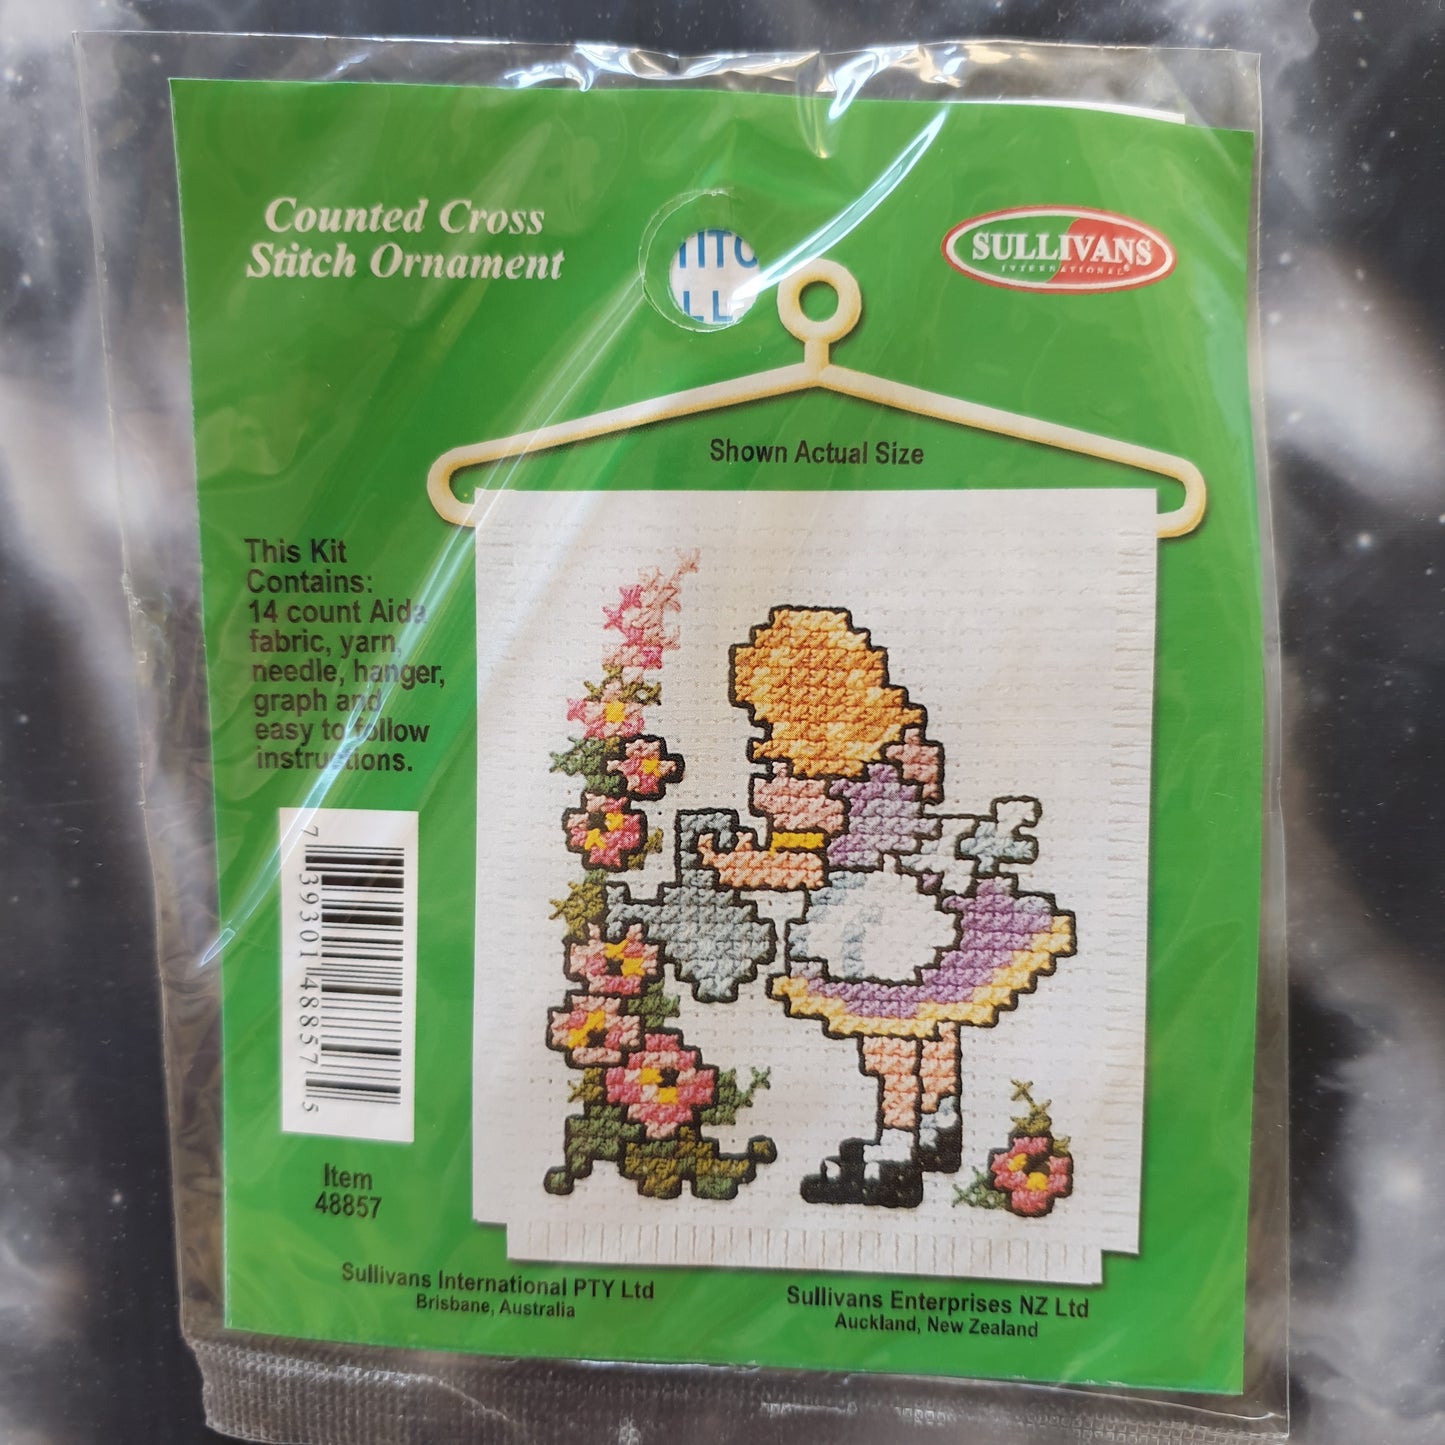 Counted Cross
Stitch Ornament
SULLIVANS
INTERNATIONAL®
Shown Actual Size
This Kit
Contains:
14 count Aida
fabric, yarn,
needle, hanger,
graph and
easy to follow
instructions.
7 39301 48857 5
Item
48857
Sullivans International PTY Ltd
Brisbane, Australia
Sullivans Enterprises NZ Ltd
Auckland, New Zealand